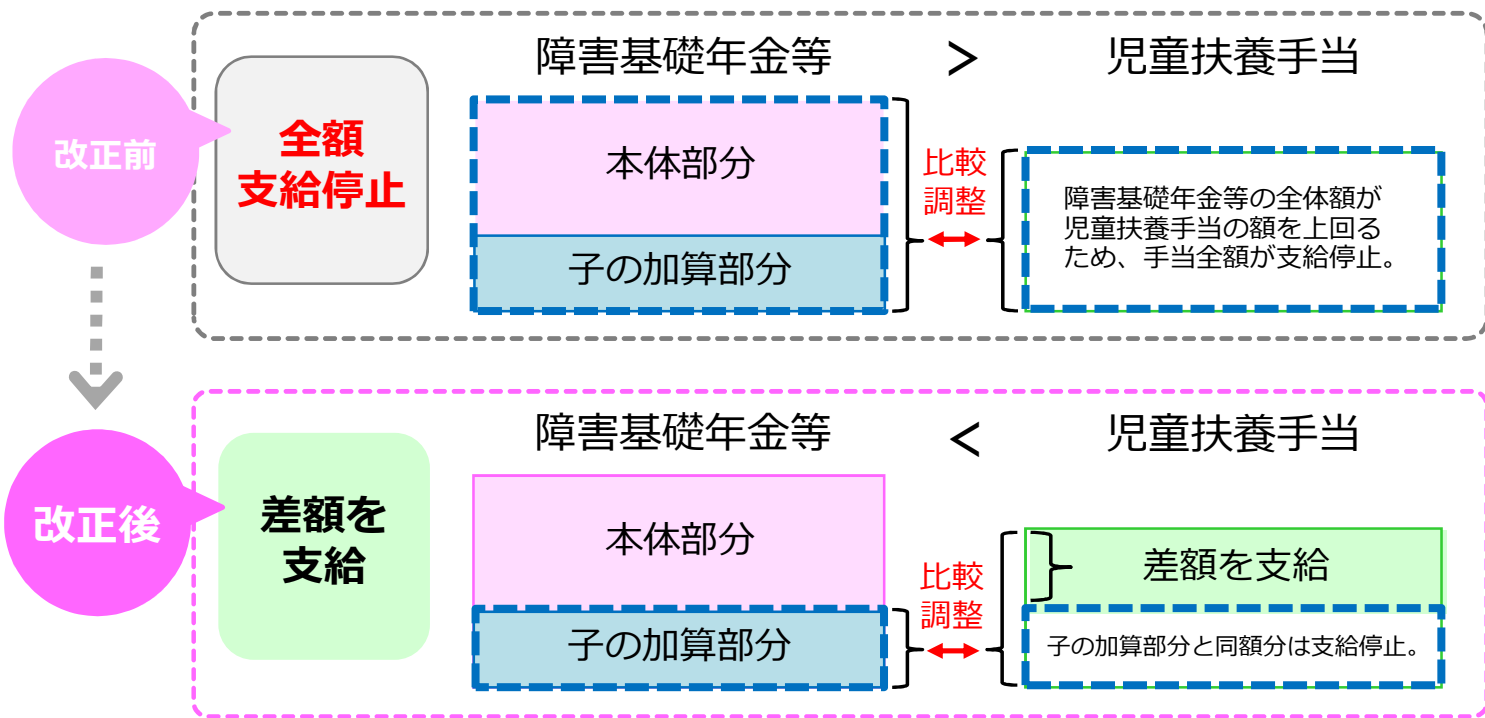 改正前
全額
支給停止
障害基礎年金等
>
児童扶養手当
本体部分
子の加算部分
比較
調整
障害基礎年金等の全体額が
児童扶養手当の額を上回る
ため、手当全額が支給停止。
改正後
差額を
支給
障害基礎年金等
<
児童扶養手当
本体部分
子の加算部分
比較
調整
差額を支給
子の加算部分と同額分は支給停止。